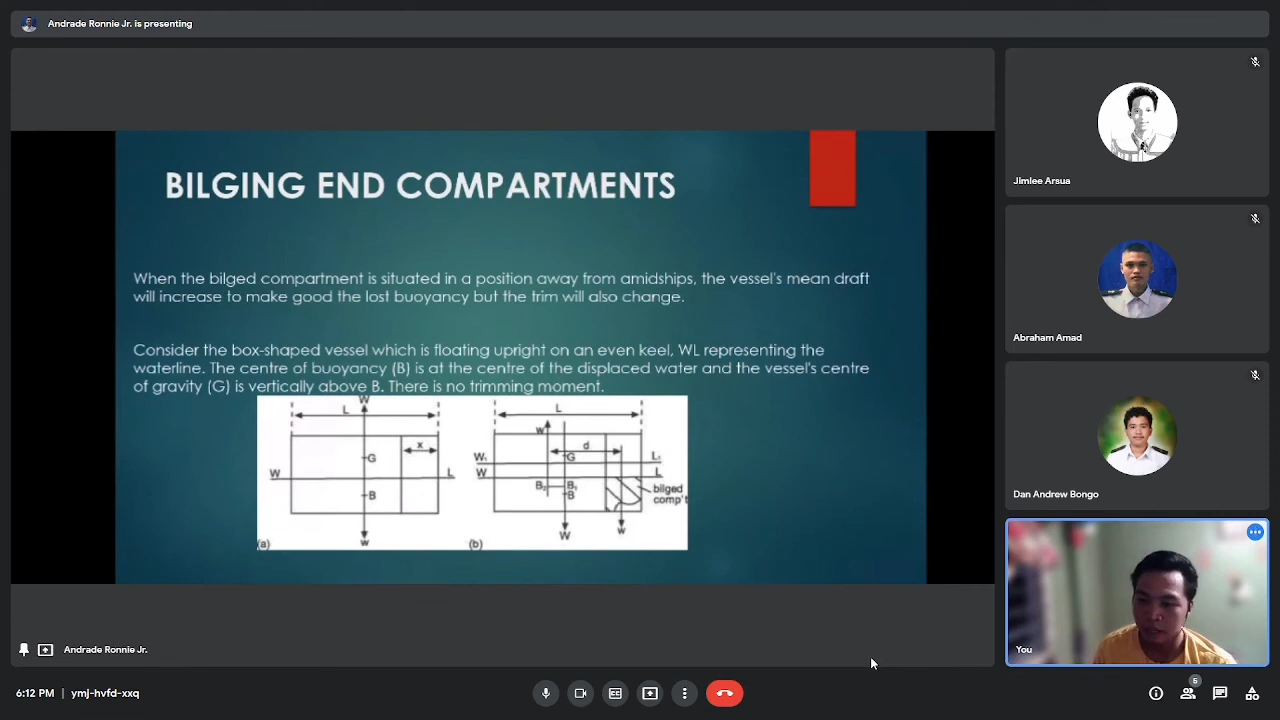 Andrade Ronnie Jr. is presenting
BILGING END COMPARTMENTS
When the bilged compartment is situated in a position away from amidships, the vessel's mean draft
will increase to make good the lost buoyancy but the trim will also change.
Consider the box-shaped vessel which is floating upright on an even keel, WL representing the
waterline. The centre of buoyancy (B) is at the centre of the displaced water and the vessel's centre
of gravity (G) is vertically above B. There is no trimming moment.
W
L
x
G
W
L
B
w
(a)
L
w
d
W₁
G
L₁
W
L
B₂
B₁
B
bilged
comp't
W
w
(b)
Jimlee Arsua
Abraham Amad
Dan Andrew Bongo
You
Andrade Ronnie Jr.
6:12 PM | ymj-hvfd-xxq
5